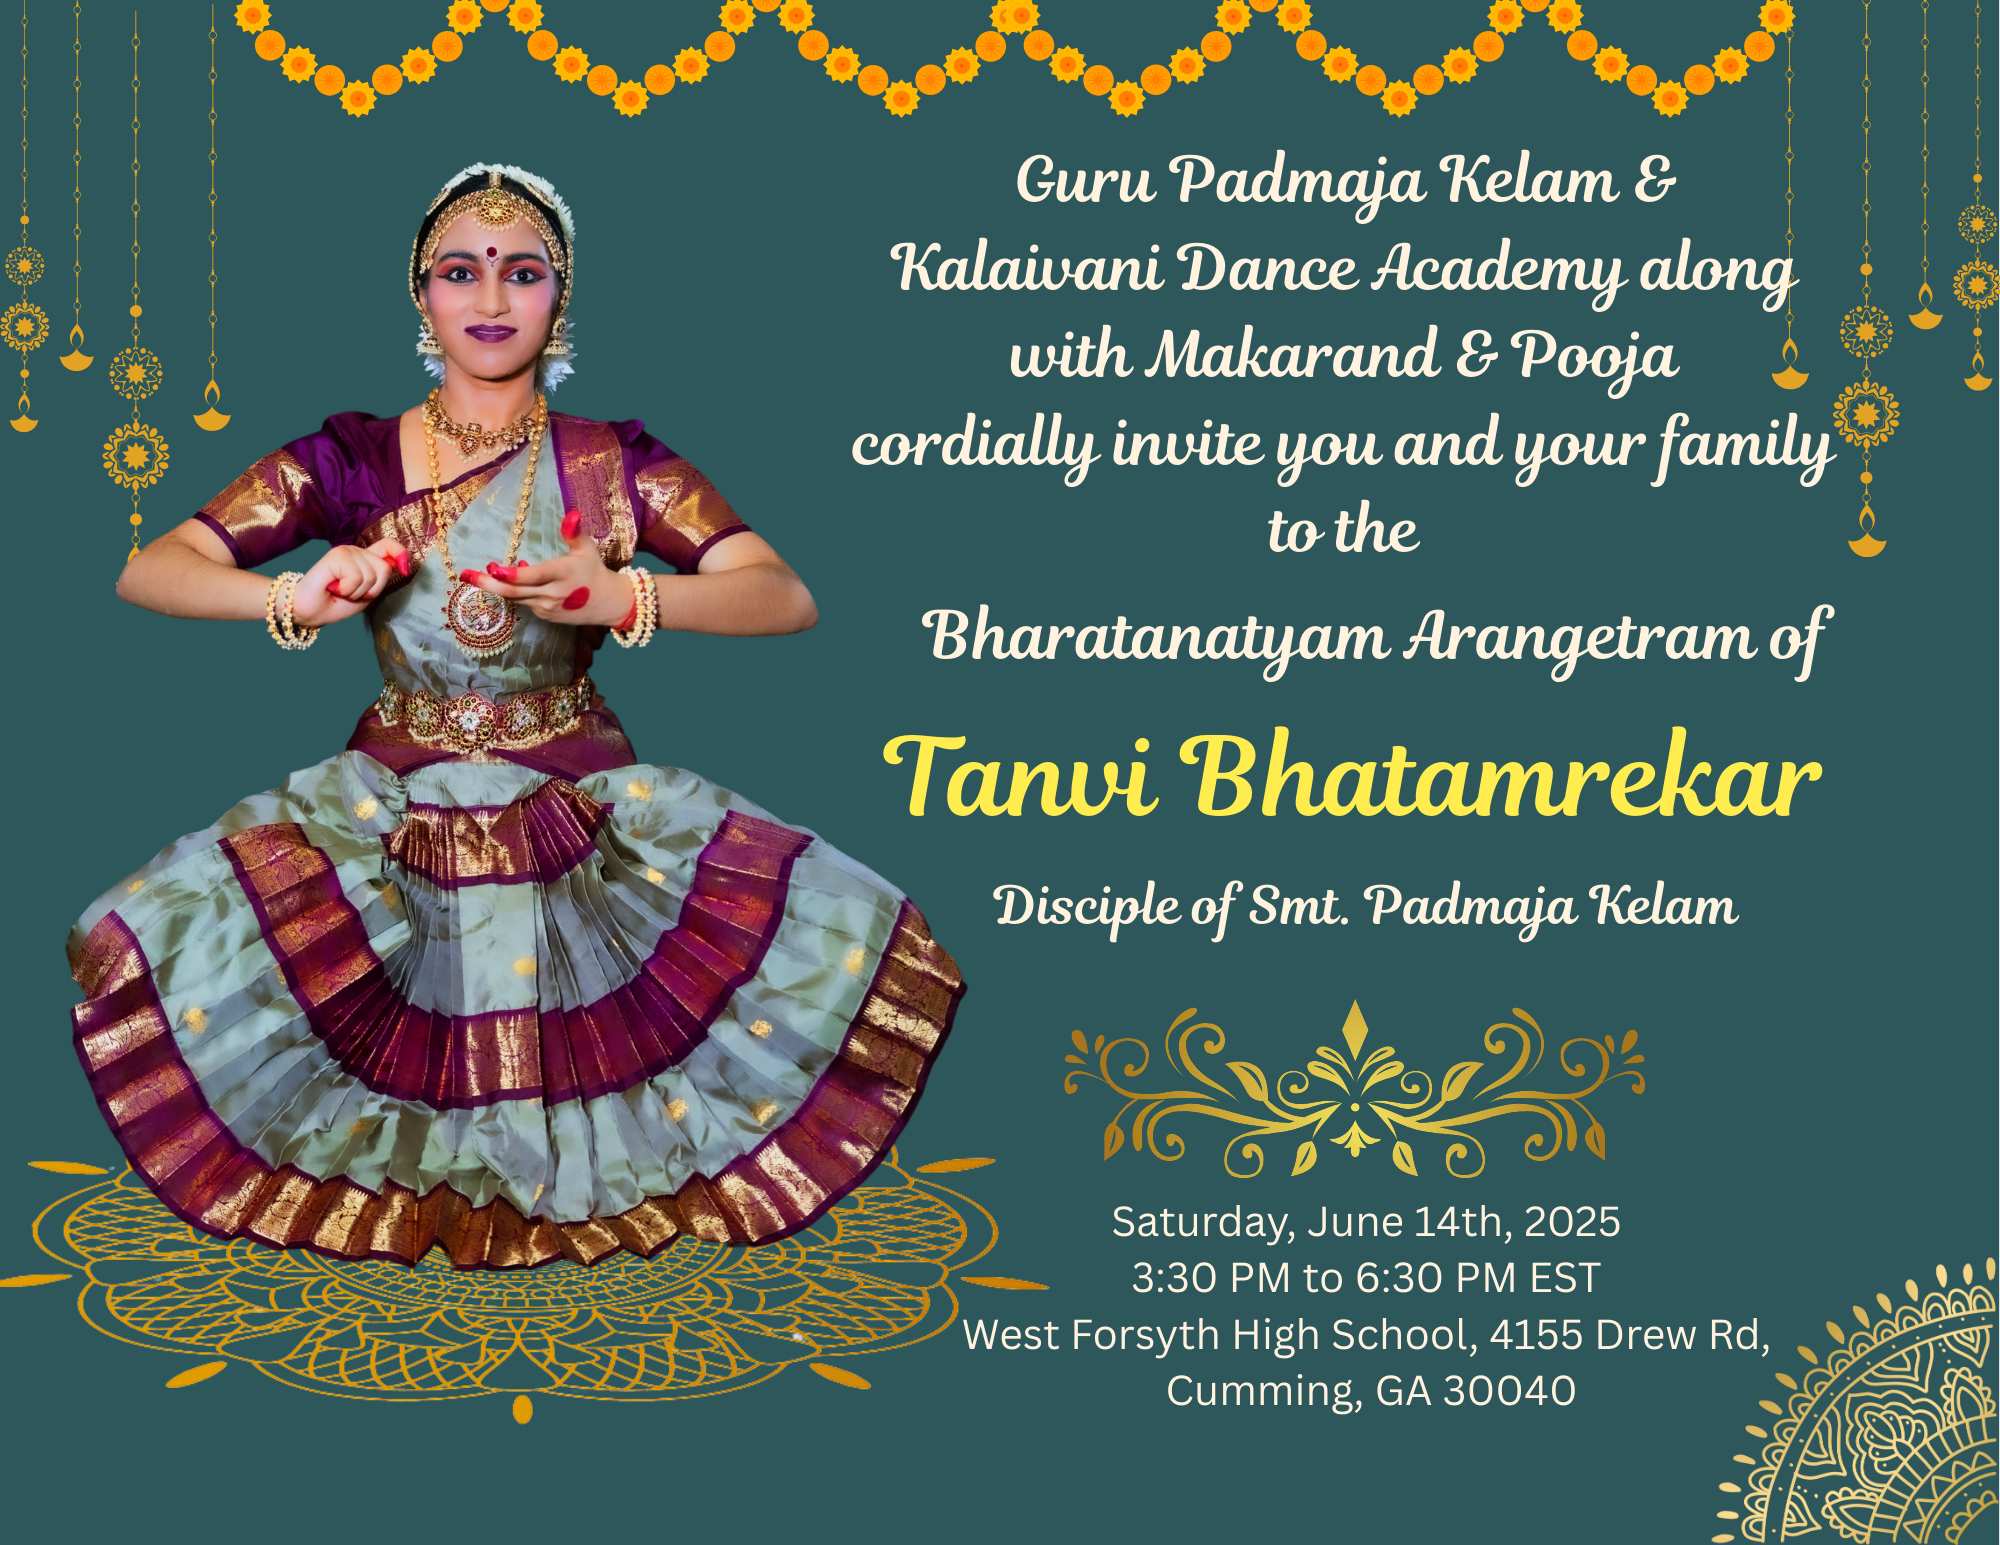 Guru Padmaja Kelam &
Kalaivani Dance Academy along
with Makarand & Pooja
cordially invite you and your family
to the
Bharatanatyam Arangetram of
Tanvi Bhatamrekar
Disciple of Smt. Padmaja Kelam
Saturday, June 14th, 2025
3:30 PM to 6:30 PM EST
West Forsyth High School, 4155 Drew Rd,
Cumming, GA 30040